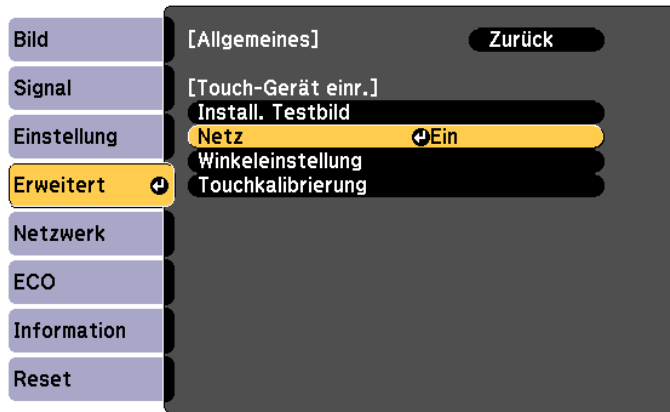 Bild
Signal
Einstellung
Erweitert
Netzwerk
ECO
Information
Reset
[Allgemeines] Zurück
[Touch-Gerät einr.]
Install. Testbild
Netz Ein
Winkeleinstellung
Touchkalibrierung